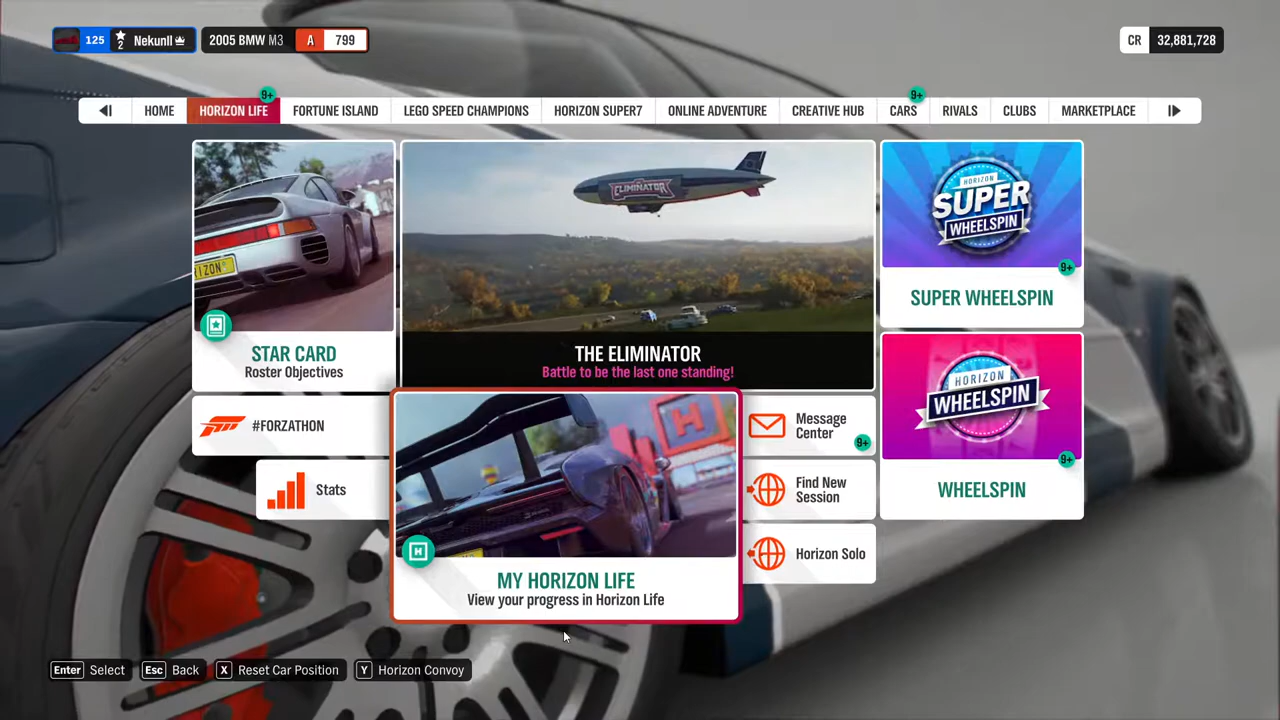 125 2 Nekunll
2005 BMW M3 A 799
CR 32,881,728
9+ 9+
HOME HORIZON LIFE FORTUNE ISLAND LEGO SPEED CHAMPIONS HORIZON SUPER7 ONLINE ADVENTURE CREATIVE HUB CARS RIVALS CLUBS MARKETPLACE
ELIMINATOR
HORIZON
SUPER
WHEELSPIN
9+
SUPER WHEELSPIN
STAR CARD
Roster Objectives
THE ELIMINATOR
Battle to be the last one standing!
HORIZON
WHEELSPIN
9+
WHEELSPIN
#FORZATHON
Stats
H
H
MY HORIZON LIFE
View your progress in Horizon Life
Message
Center
9+
Find New
Session
Horizon Solo
Enter Select Esc Back X Reset Car Position Y Horizon Convoy